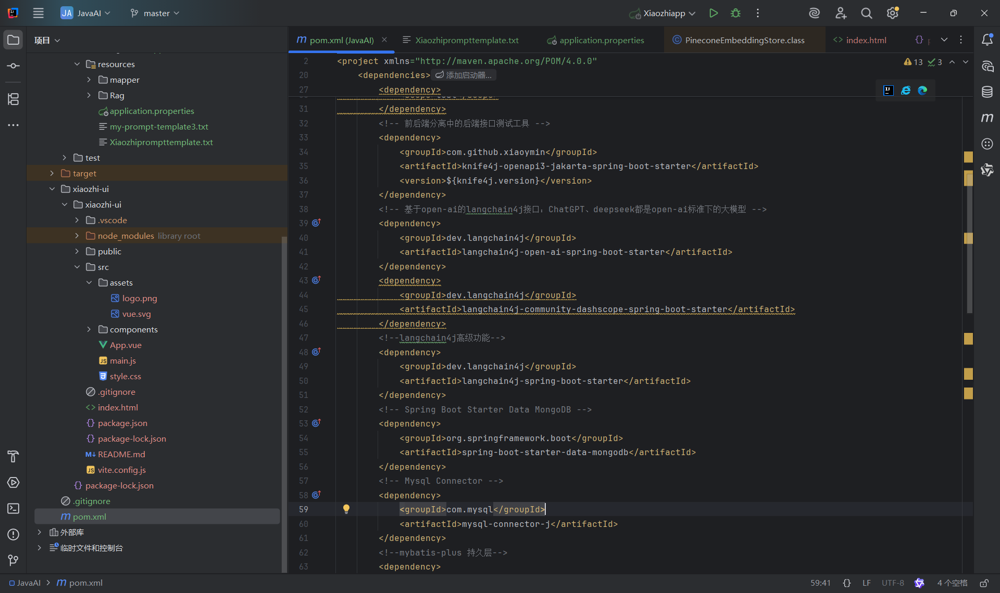 JA JavaAI master Xiaozhiapp
项目
resources
mapper
Rag
application.properties
my-prompt-template3.txt
Xiaozhiprompttemplate.txt
test
target
xiaozhi-ui
xiaozhi-ui
.vscode
node_modules library root
public
src
assets
logo.png
vue.svg
components
App.vue
main.js
style.css
.gitignore
index.html
package.json
package-lock.json
README.md
vite.config.js
package-lock.json
.gitignore
pom.xml
外部库
临时文件和控制台
pom.xml (JavaAI) Xiaozhiprompttemplate.txt application.properties PineconeEmbeddingStore.class index.html
13 3
2 <project xmlns="http://maven.apache.org/POM/4.0.0"
20 <dependencies> 添加启动器...
27 <dependency>
31 </dependency>
32 <!-- 前后端分离中的后端接口测试工具 -->
33 <dependency>
34 <groupId>com.github.xiaoymin</groupId>
35 <artifactId>knife4j-openapi3-jakarta-spring-boot-starter</artifactId>
36 <version>${knife4j.version}</version>
37 </dependency>
38 <!-- 基于open-ai的langchain4j接口：ChatGPT、deepseek都是open-ai标准下的大模型 -->
39 <dependency>
40 <groupId>dev.langchain4j</groupId>
41 <artifactId>langchain4j-open-ai-spring-boot-starter</artifactId>
42 </dependency>
43 <dependency>
44 <groupId>dev.langchain4j</groupId>
45 <artifactId>langchain4j-community-dashscope-spring-boot-starter</artifactId>
46 </dependency>
47 <!--langchain4j高级功能-->
48 <dependency>
49 <groupId>dev.langchain4j</groupId>
50 <artifactId>langchain4j-spring-boot-starter</artifactId>
51 </dependency>
52 <!-- Spring Boot Starter Data MongoDB -->
53 <dependency>
54 <groupId>org.springframework.boot</groupId>
55 <artifactId>spring-boot-starter-data-mongodb</artifactId>
56 </dependency>
57 <!-- Mysql Connector -->
58 <dependency>
59 <groupId>com.mysql</groupId>
60 <artifactId>mysql-connector-j</artifactId>
61 </dependency>
62 <!--mybatis-plus 持久层-->
63 <dependency>
JavaAI pom.xml 59:41 LF UTF-8 4 个空格